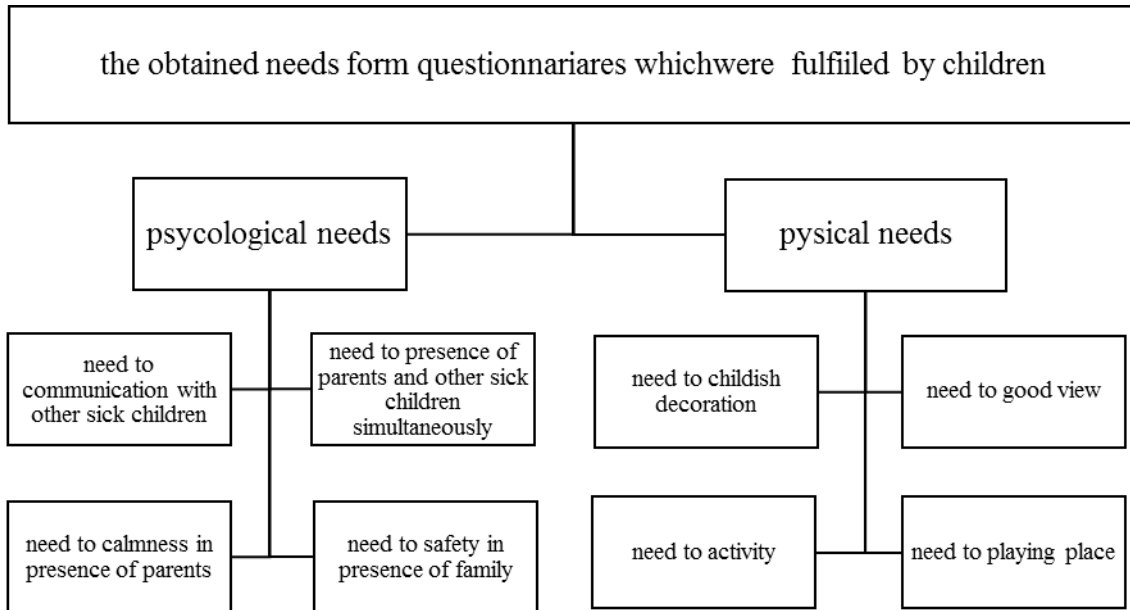 the obtained needs form questionnariares whichwere fulfiiled by children
psycological needs
pysical needs
need to
communication with
other sick children
need to presence of
parents and other sick
children
simultaneously
need to childish
decoration
need to good view
need to calmness in
presence of parents
need to safety in
presence of family
need to activity
need to playing place